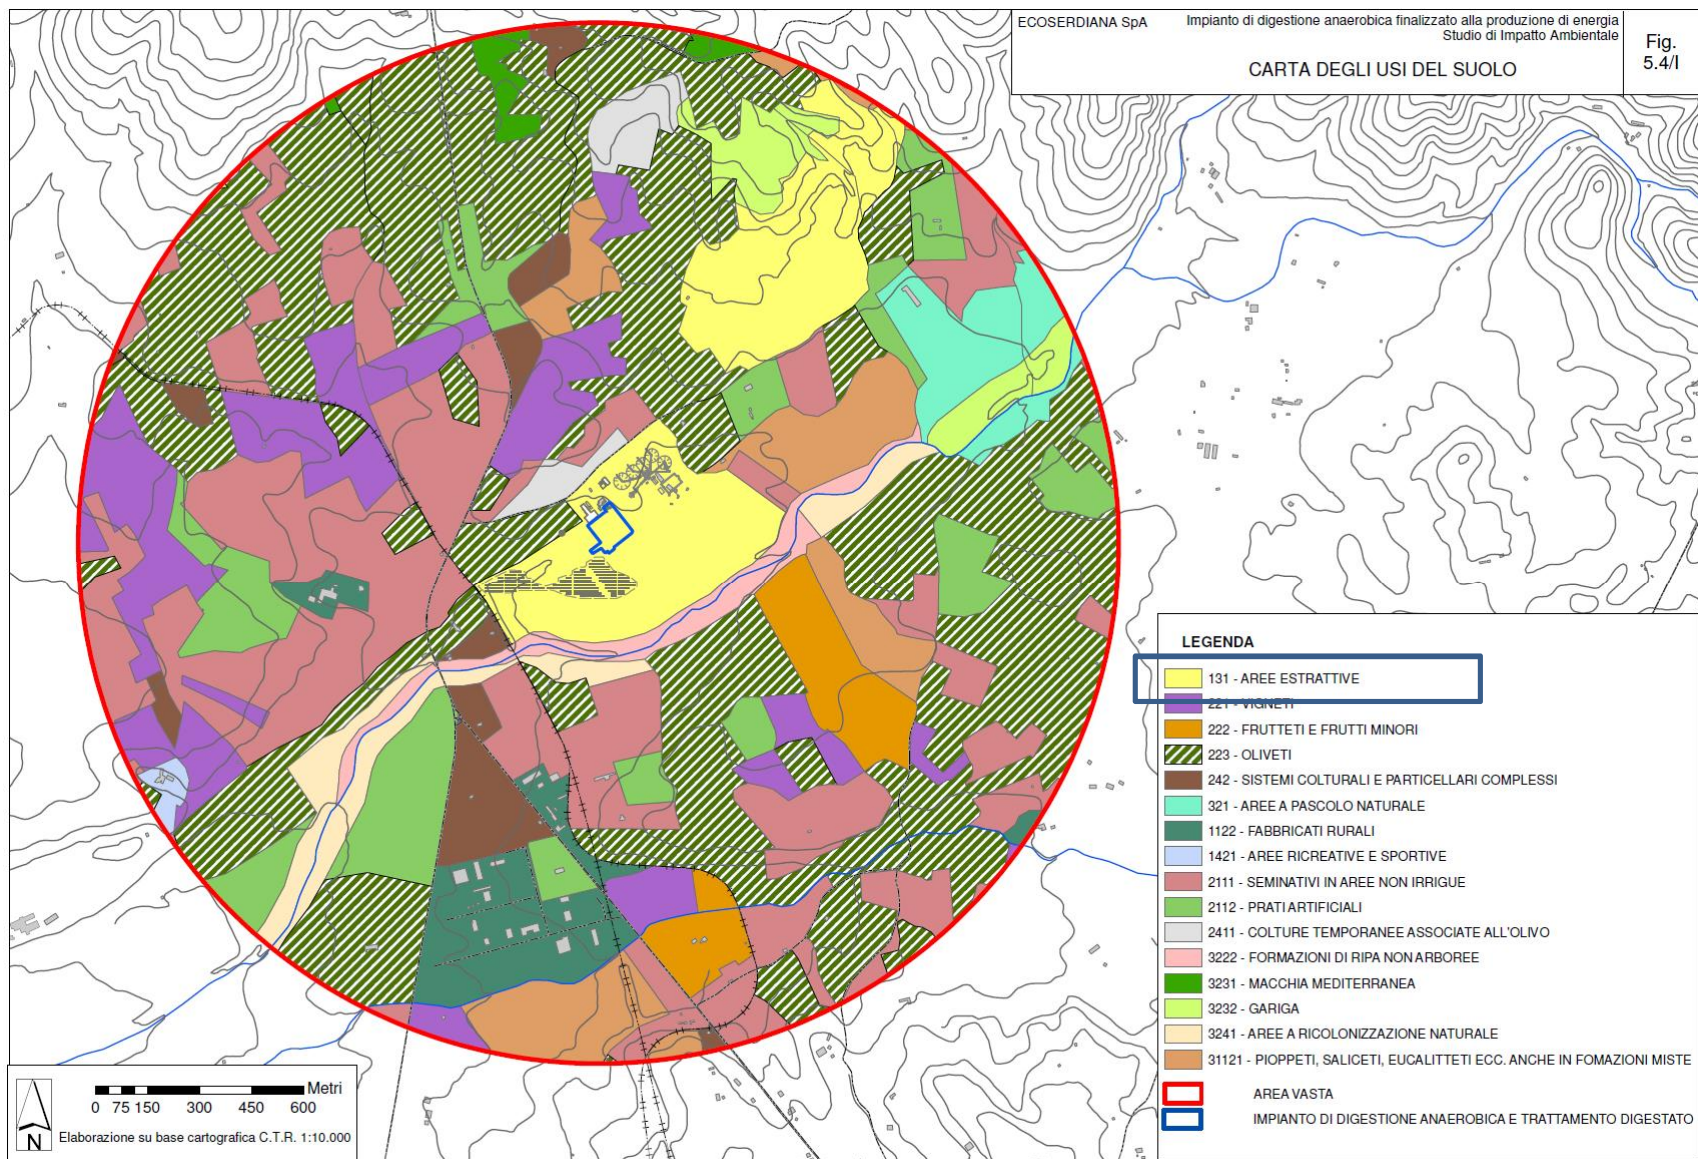 ECOSERDIANA SpA
Impianto di digestione anaerobica finalizzato alla produzione di energia
Studio di Impatto Ambientale
CARTA DEGLI USI DEL SUOLO
Fig.
5.4/I
LEGENDA
131 - AREE ESTRATTIVE
221 - VIGNETI
222 - FRUTTETI E FRUTTI MINORI
223 - OLIVETI
242 - SISTEMI COLTURALI E PARTICELLARI COMPLESSI
321 - AREE A PASCOLO NATURALE
1122 - FABBRICATI RURALI
1421 - AREE RICREATIVE E SPORTIVE
2111 - SEMINATIVI IN AREE NON IRRIGUE
2112 - PRATI ARTIFICIALI
2411 - COLTURE TEMPORANEE ASSOCIATE ALL'OLIVO
3222 - FORMAZIONI DI RIPA NON ARBOREE
3231 - MACCHIA MEDITERRANEA
3232 - GARIGA
3241 - AREE A RICOLONIZZAZIONE NATURALE
31121 - PIOPPETI, SALICETI, EUCALITTETI ECC. ANCHE IN FOMAZIONI MISTE
AREA VASTA
IMPIANTO DI DIGESTIONE ANAEROBICA E TRATTAMENTO DIGESTATO
Metri
0 75 150 300 450 600
N
Elaborazione su base cartografica C.T.R. 1:10.000